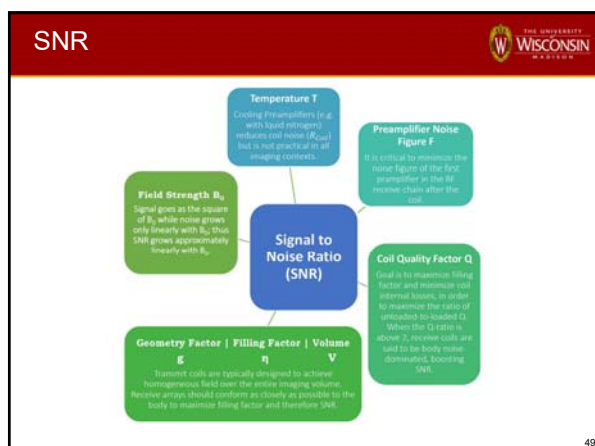 SNR
THE UNIVERSITY
WISCONSIN
MADISON
Temperature T
Cooling Preamplifiers (e.g.
with liquid nitrogen)
reduces coil noise (R_Coil)
but is not practical in all
imaging contexts.
Preamplifier Noise
Figure F
It is critical to minimize the
noise figure of the first
preamplifier in the RF
receive chain after the
coil.
Field Strength B₀
Signal goes as the square
of B₀ while noise grows
only linearly with B₀; thus
SNR grows approximately
linearly with B₀
Signal to
Noise Ratio
(SNR)
Coil Quality Factor Q
Goal is to maximize filling
factor and minimize coil
internal losses, in order
to maximize the ratio of
unloaded-to-loaded Q.
When the Q ratio is
above 2, receive coils are
said to be body noise-
dominated, boosting
SNR.
Geometry Factor | Filling Factor | Volume
g η V
Transmit coils are typically designed to achieve
homogeneous field over the entire imaging volume.
Receive arrays should conform as closely as possible to the
body to maximize filling factor and therefore SNR.
49